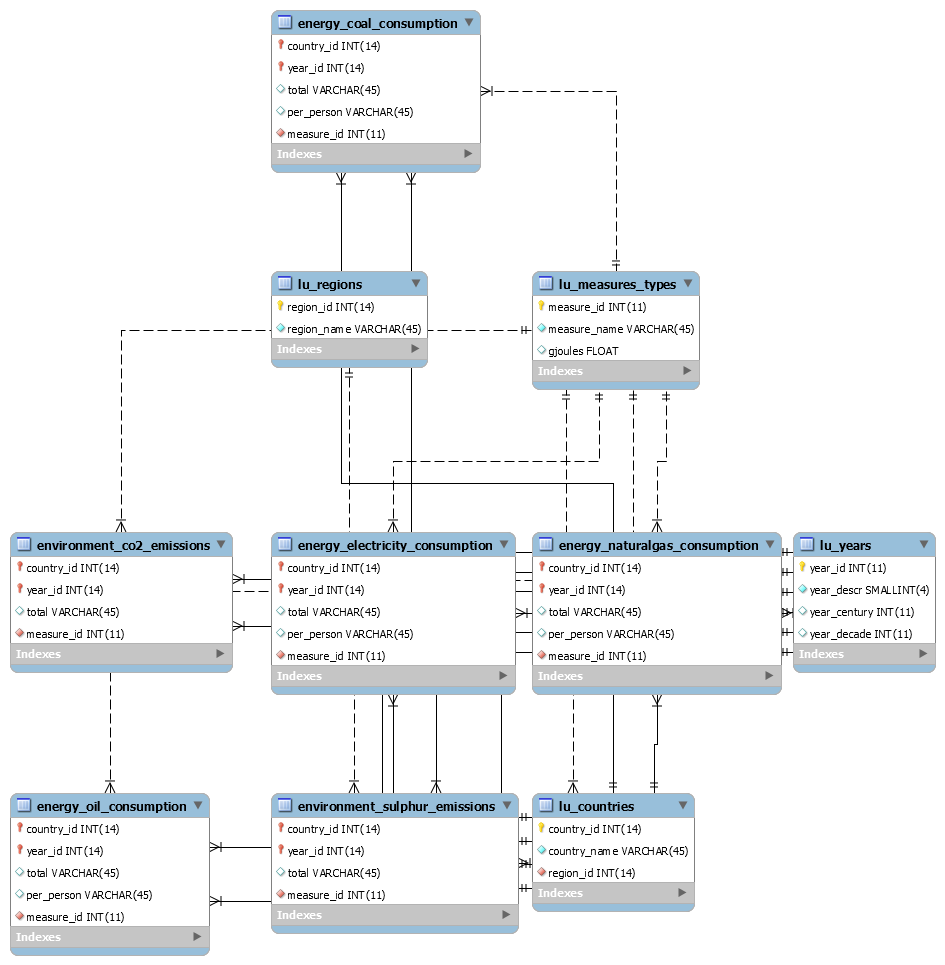 energy_coal_consumption
country_id INT(14)
year_id INT(14)
total VARCHAR(45)
per_person VARCHAR(45)
measure_id INT(11)
Indexes
lu_regions
region_id INT(14)
region_name VARCHAR(45)
Indexes
lu_measures_types
measure_id INT(11)
measure_name VARCHAR(45)
gjoules FLOAT
Indexes
environment_co2_emissions
country_id INT(14)
year_id INT(14)
total VARCHAR(45)
measure_id INT(11)
Indexes
energy_electricity_consumption
country_id INT(14)
year_id INT(14)
total VARCHAR(45)
per_person VARCHAR(45)
measure_id INT(11)
Indexes
energy_naturalgas_consumption
country_id INT(14)
year_id INT(14)
total VARCHAR(45)
per_person VARCHAR(45)
measure_id INT(11)
Indexes
lu_years
year_id INT(11)
year_descr SMALLINT(4)
year_century INT(11)
year_decade INT(11)
Indexes
energy_oil_consumption
country_id INT(14)
year_id INT(14)
total VARCHAR(45)
per_person VARCHAR(45)
measure_id INT(11)
Indexes
environment_sulphur_emissions
country_id INT(14)
year_id INT(14)
total VARCHAR(45)
measure_id INT(11)
Indexes
lu_countries
country_id INT(14)
country_name VARCHAR(45)
region_id INT(14)
Indexes